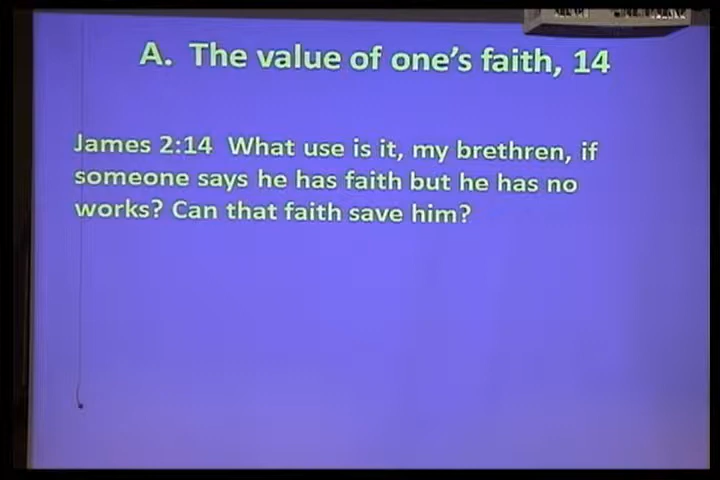 A. The value of one's faith, 14
James 2:14 What use is it, my brethren, if
someone says he has faith but he has no
works? Can that faith save him?